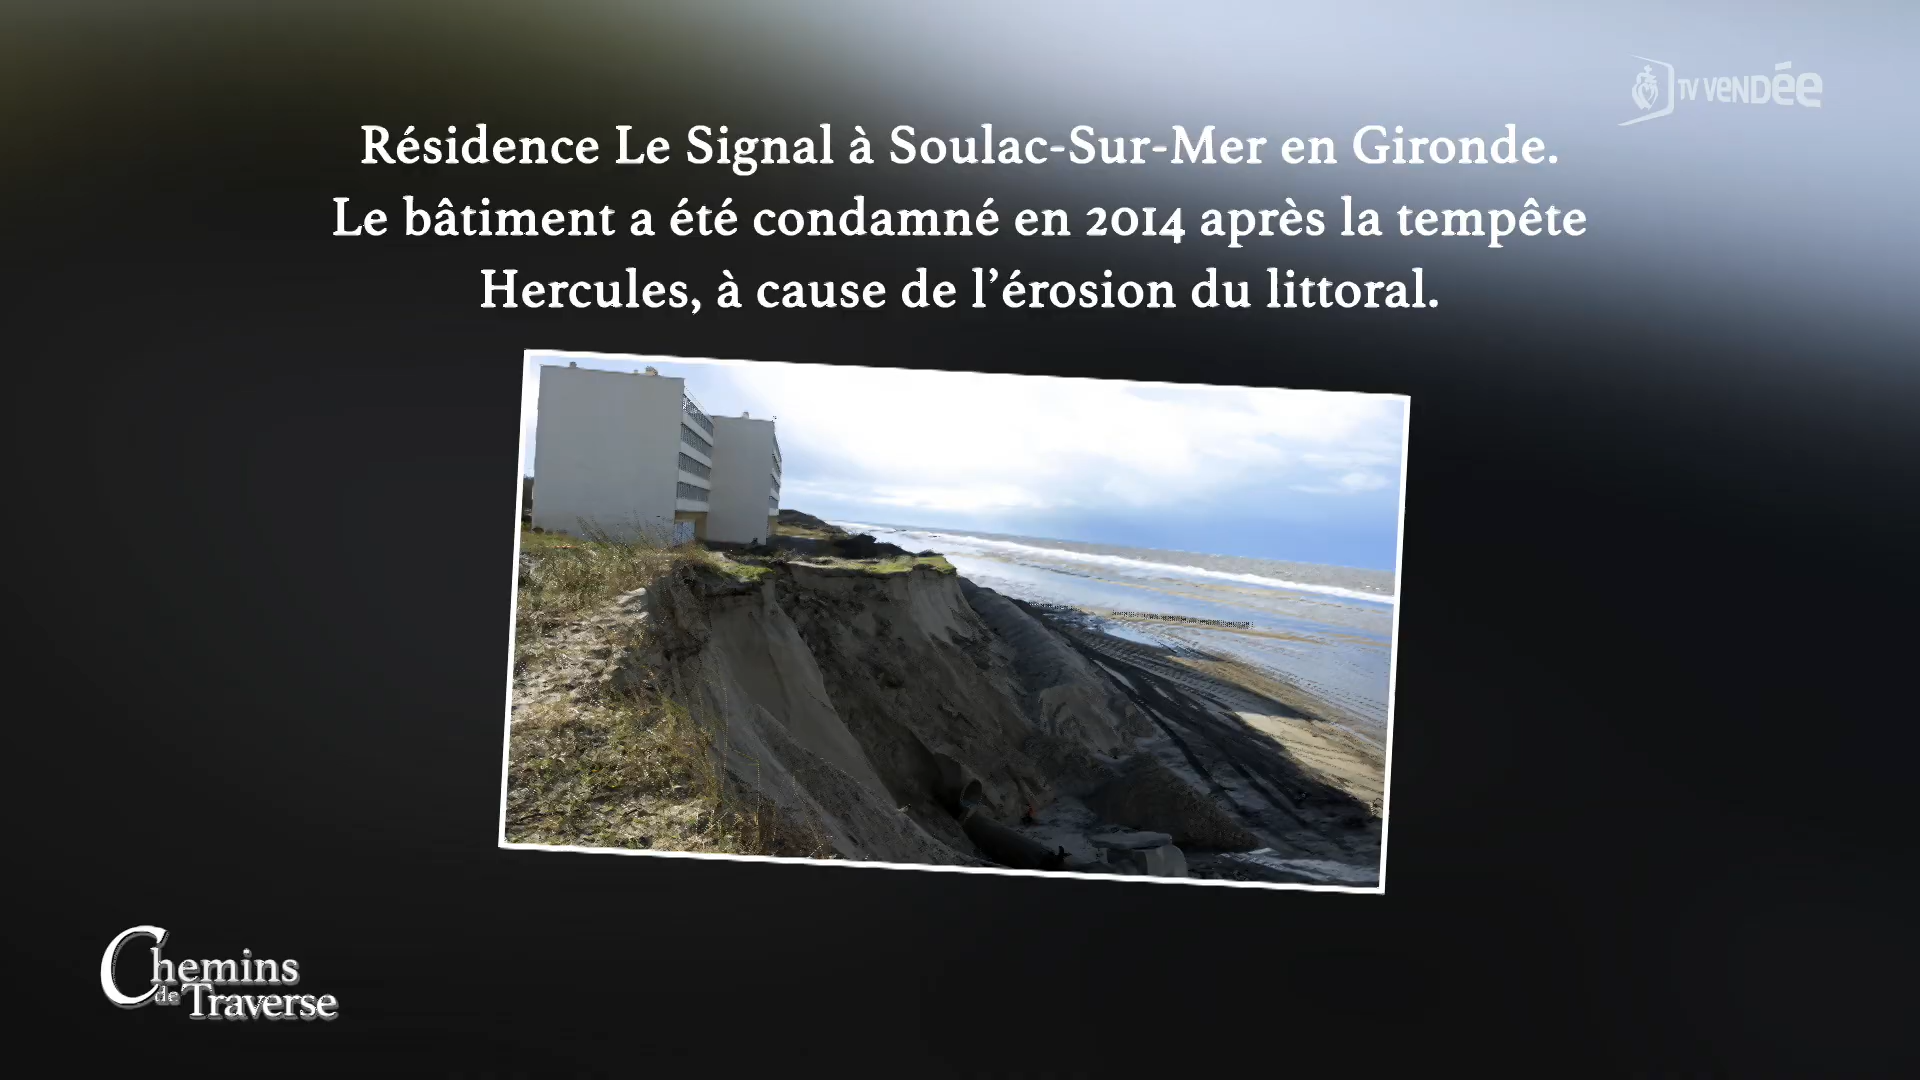 TV VENDÉE
Résidence Le Signal à Soulac-Sur-Mer en Gironde.
Le bâtiment a été condamné en 2014 après la tempête
Hercules, à cause de l’érosion du littoral.
Chemins
de Traverse